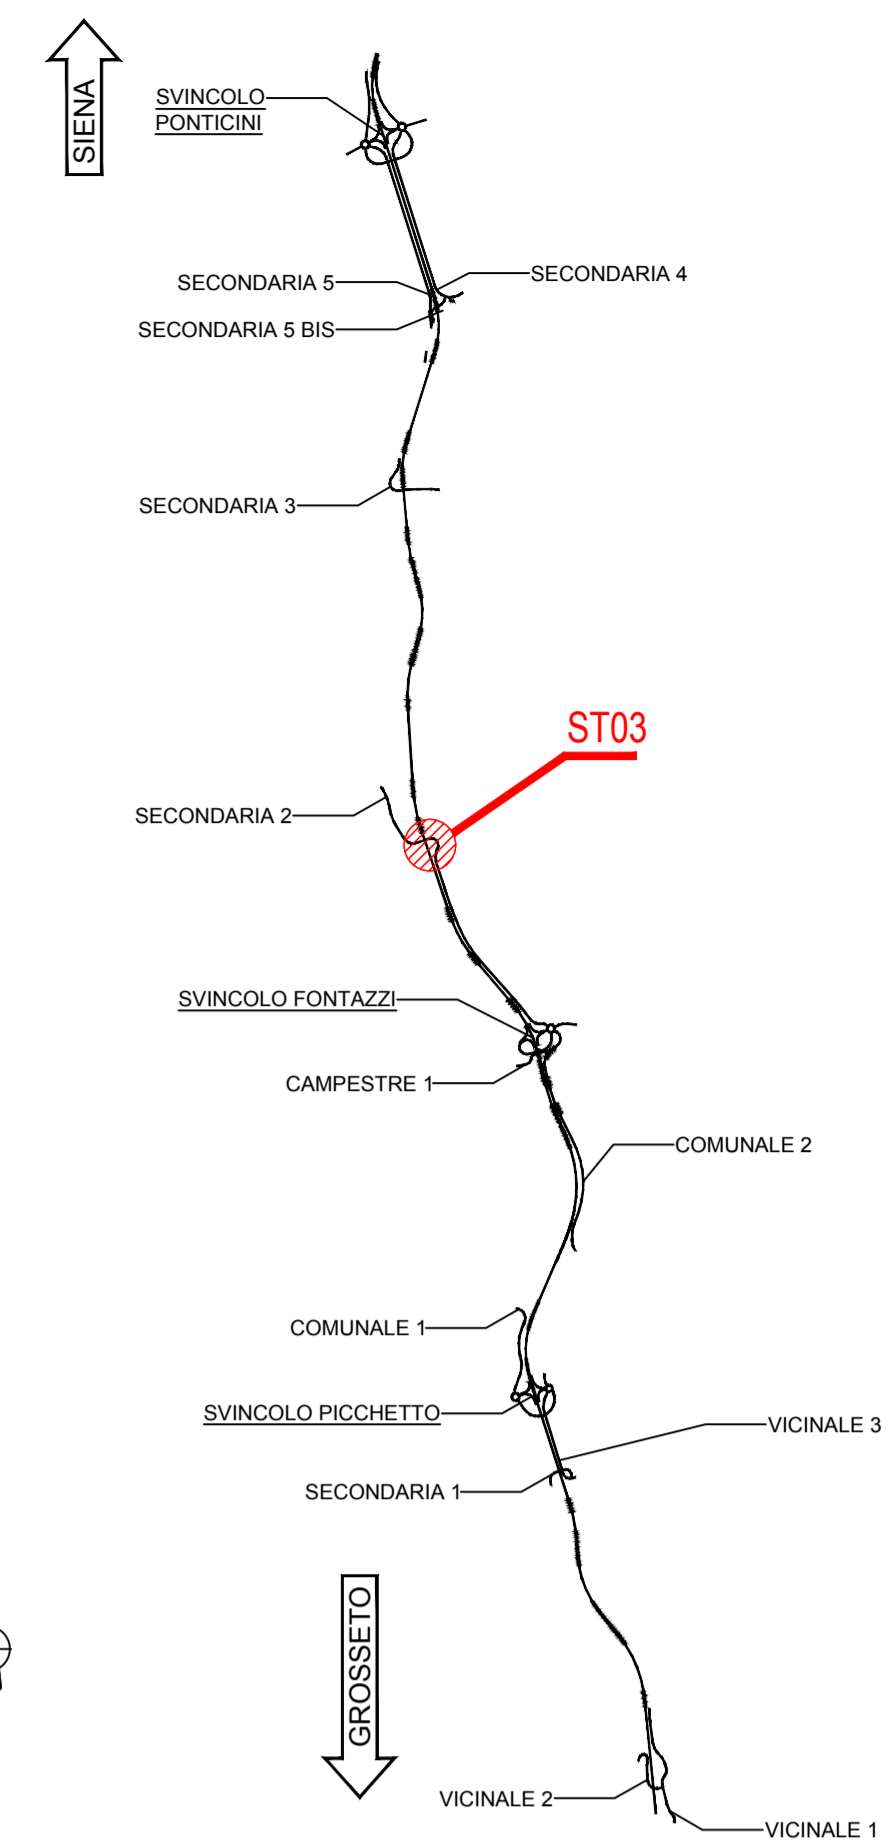 SIENA
SVINCOLO
PONTICINI
SECONDARIA 4
SECONDARIA 5
SECONDARIA 5 BIS
SECONDARIA 3
ST03
SECONDARIA 2
SVINCOLO FONTAZZI
CAMPESTRE 1
COMUNALE 2
COMUNALE 1
SVINCOLO PICCHETTO
VICINALE 3
SECONDARIA 1
GROSSETO
VICINALE 2
VICINALE 1